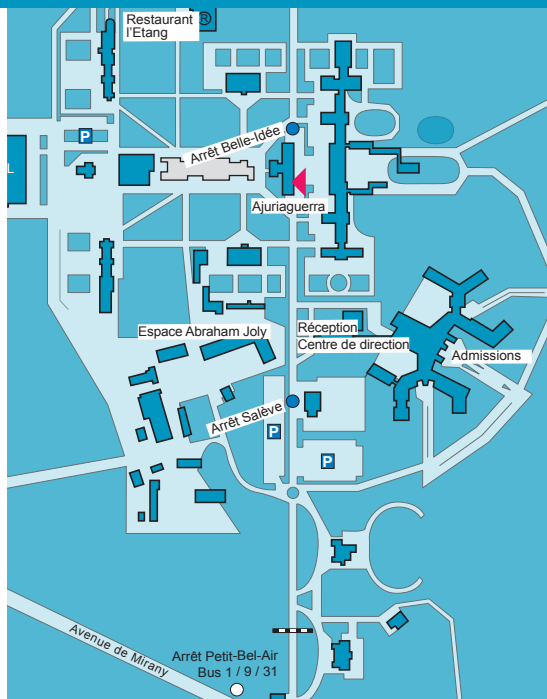 Restaurant
l'Etang
®
P
Arrêt Belle-Idée
L
Ajuriaguerra
Espace Abraham Joly
Réception
Centre de direction
Admissions
Arrêt Salève
P
P
Avenue de Mirany
Arrêt Petit-Bel-Air
Bus 1 / 9 / 31